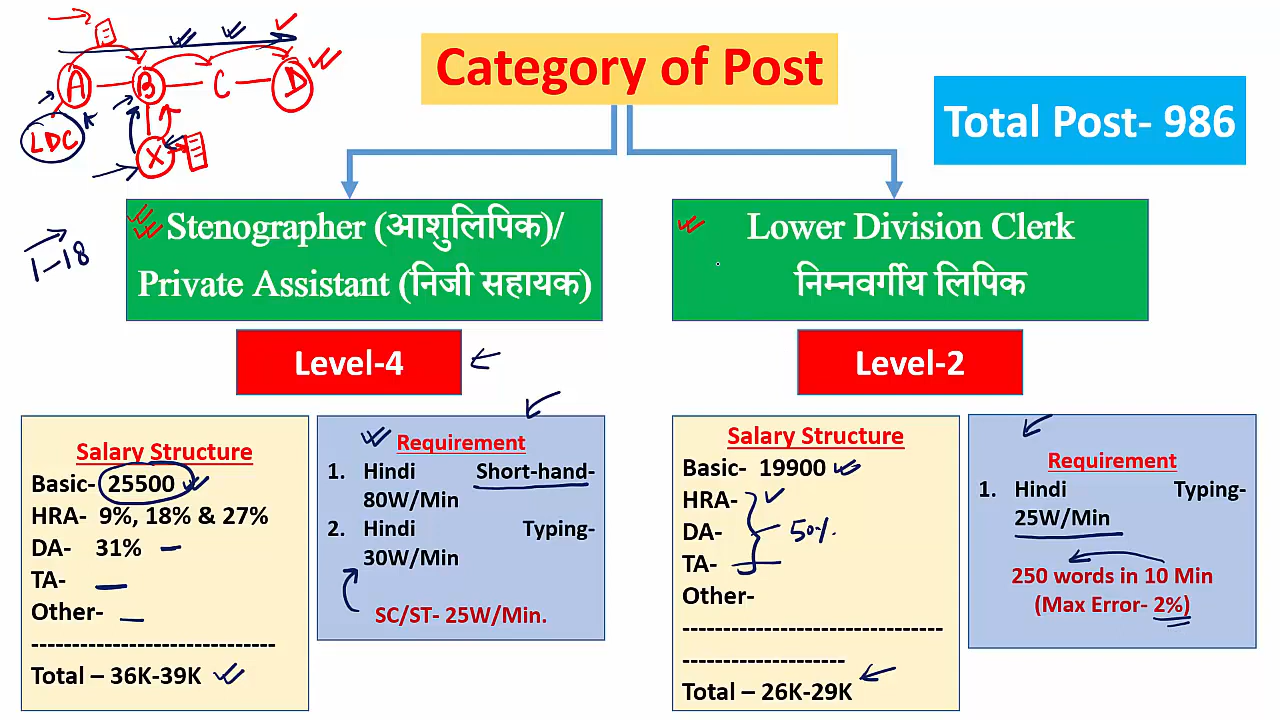 Category of Post
Total Post- 986
A B C D
LDC
X
1-18
Stenographer (आशुलिपिक)/
Private Assistant (निजी सहायक)
Level-4
Salary Structure
Basic- 25500
HRA- 9%, 18% & 27%
DA- 31%
TA-
Other-
Total – 36K-39K
Requirement
1. Hindi Short-hand-
80W/Min
2. Hindi Typing-
30W/Min
SC/ST- 25W/Min.
Lower Division Clerk
निम्नवर्गीय लिपिक
Level-2
Salary Structure
Basic- 19900
HRA-
DA- 50%.
TA-
Other-
Total – 26K-29K
Requirement
1. Hindi Typing-
25W/Min
250 words in 10 Min
(Max Error- 2%)